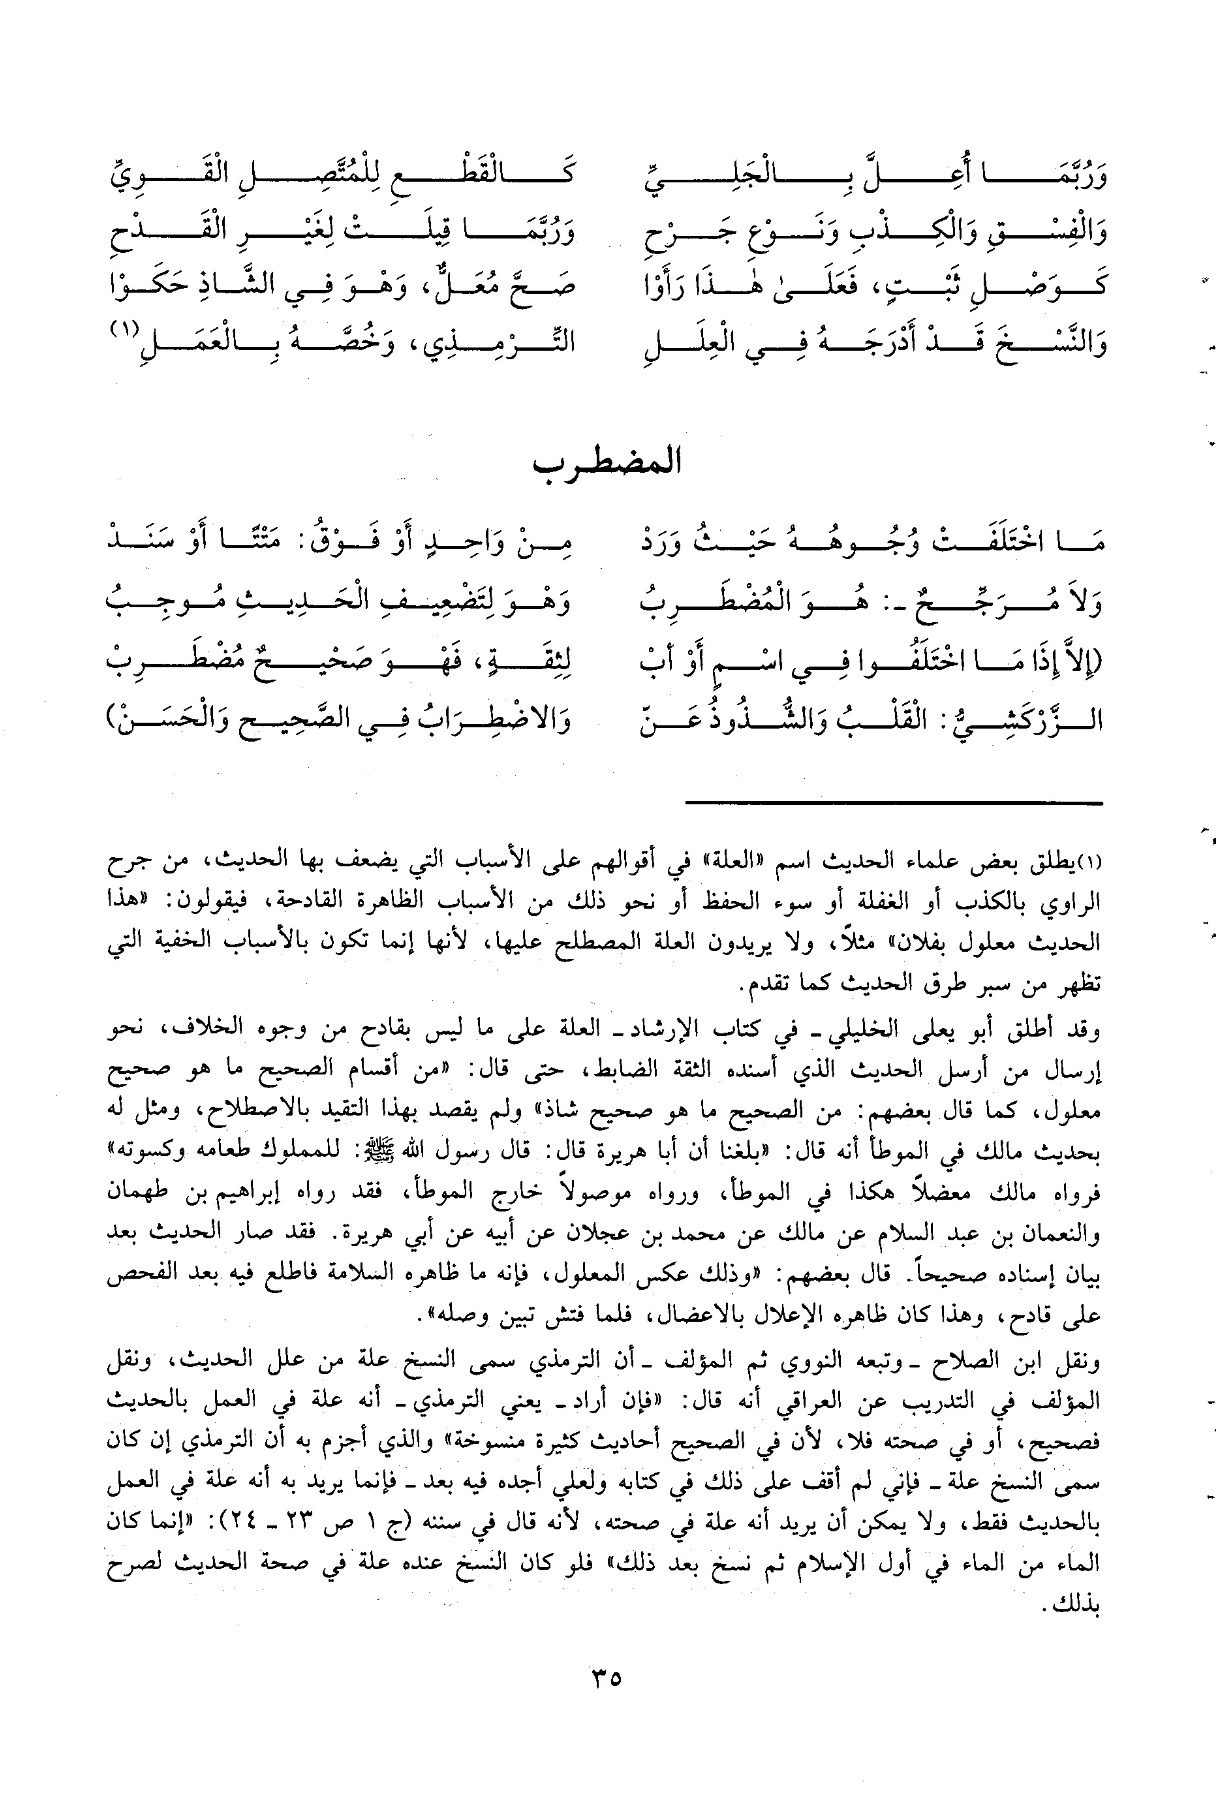 وَرُبَّمَا أُعِلَّ بِالْجَلِيِّ كَالْقَطْعِ لِلْمُتَّصِلِ الْقَوِيِّ
وَالْفِسْقِ وَالْكِذْبِ وَنَوْعِ جَرْحِ وَرُبَّمَا قِيلَتْ لِغَيْرِ الْقَدْحِ
كَوَصْلِ ثَبْتٍ، فَعَلَىٰ هٰذَا رَأَوْا صَحَّ مُعَلٌّ، وَهْوَ فِي الشَّاذِ حَكَوْا
وَالنَّسْخَ قَدْ أَدْرَجَهُ فِي الْعِلَلِ التِّرْمِذِي، وَخُصَّهُ بِالْعَمَلِ(١)
المضطرب
مَا اخْتَلَفَتْ وُجُوهُهُ حَيْثُ وَرَدْ مِنْ وَاحِدٍ أَوْ فَوْقُ: مَتْنًا أَوْ سَنَدْ
وَلاَ مُرَجِّحٌ -: هُوَ الْمُضْطَرِبُ وَهْوَ لِتَضْعِيفِ الْحَدِيثِ مُوجِبُ
(إِلاَّ إِذَا مَا اخْتَلَفُوا فِي اسْمٍ أَوْ أَبْ لِثِقَةٍ، فَهْوَ صَحْيحٌ مُضْطَرِبْ
الزَّرْكَشِيُّ: الْقَلْبُ وَالشُّذُوذُ عَنّ وَالاضْطِرَابُ فِي الصَّحِيحِ وَالْحَسَنْ)
(١)يطلق بعض علماء الحديث اسم «العلة» في أقوالهم على الأسباب التي يضعف بها الحديث، من جرح
الراوي بالكذب أو الغفلة أو سوء الحفظ أو نحو ذلك من الأسباب الظاهرة القادحة، فيقولون: «هذا
الحديث معلول بفلان» مثلاً، ولا يريدون العلة المصطلح عليها، لأنها إنما تكون بالأسباب الخفية التي
تظهر من سبر طرق الحديث كما تقدم.
وقد أطلق أبو يعلى الخليلي - في كتاب الإرشاد - العلة على ما ليس بقادح من وجوه الخلاف، نحو
إرسال من أرسل الحديث الذي أسنده الثقة الضابط، حتى قال: «من أقسام الصحيح ما هو صحيح
معلول، كما قال بعضهم: من الصحيح ما هو صحيح شاذ» ولم يقصد بهذا التقيد بالاصطلاح، ومثل له
بحديث مالك في الموطأ أنه قال: «بلغنا أن أبا هريرة قال: قال رسول الله ﷺ: للمملوك طعامه وكسوته»
فرواه مالك معضلاً هكذا في الموطأ، ورواه موصولاً خارج الموطأ، فقد رواه إبراهيم بن طهمان
والنعمان بن عبد السلام عن مالك عن محمد بن عجلان عن أبيه عن أبي هريرة. فقد صار الحديث بعد
بيان إسناده صحيحاً. قال بعضهم: «وذلك عكس المعلول، فإنه ما ظاهره السلامة فاطلع فيه بعد الفحص
على قادح، وهذا كان ظاهره الإعلال بالاعضال، فلما فتش تبين وصله».
ونقل ابن الصلاح - وتبعه النووي ثم المؤلف - أن الترمذي سمى النسخ علة من علل الحديث، ونقل
المؤلف في التدريب عن العراقي أنه قال: «فإن أراد - يعني الترمذي - أنه علة في العمل بالحديث
فصحيح، أو في صحته فلا، لأن في الصحيح أحاديث كثيرة منسوخة» والذي أجزم به أن الترمذي إن كان
سمى النسخ علة - فإني لم أقف على ذلك في كتابه ولعلي أجده فيه بعد - فإنما يريد به أنه علة في العمل
بالحديث فقط، ولا يمكن أن يريد أنه علة في صحته، لأنه قال في سننه (ج ١ ص ٢٣ - ٢٤): «إنما كان
الماء من الماء في أول الإسلام ثم نسخ بعد ذلك» فلو كان النسخ عنده علة في صحة الحديث لصرح
بذلك.
٣٥